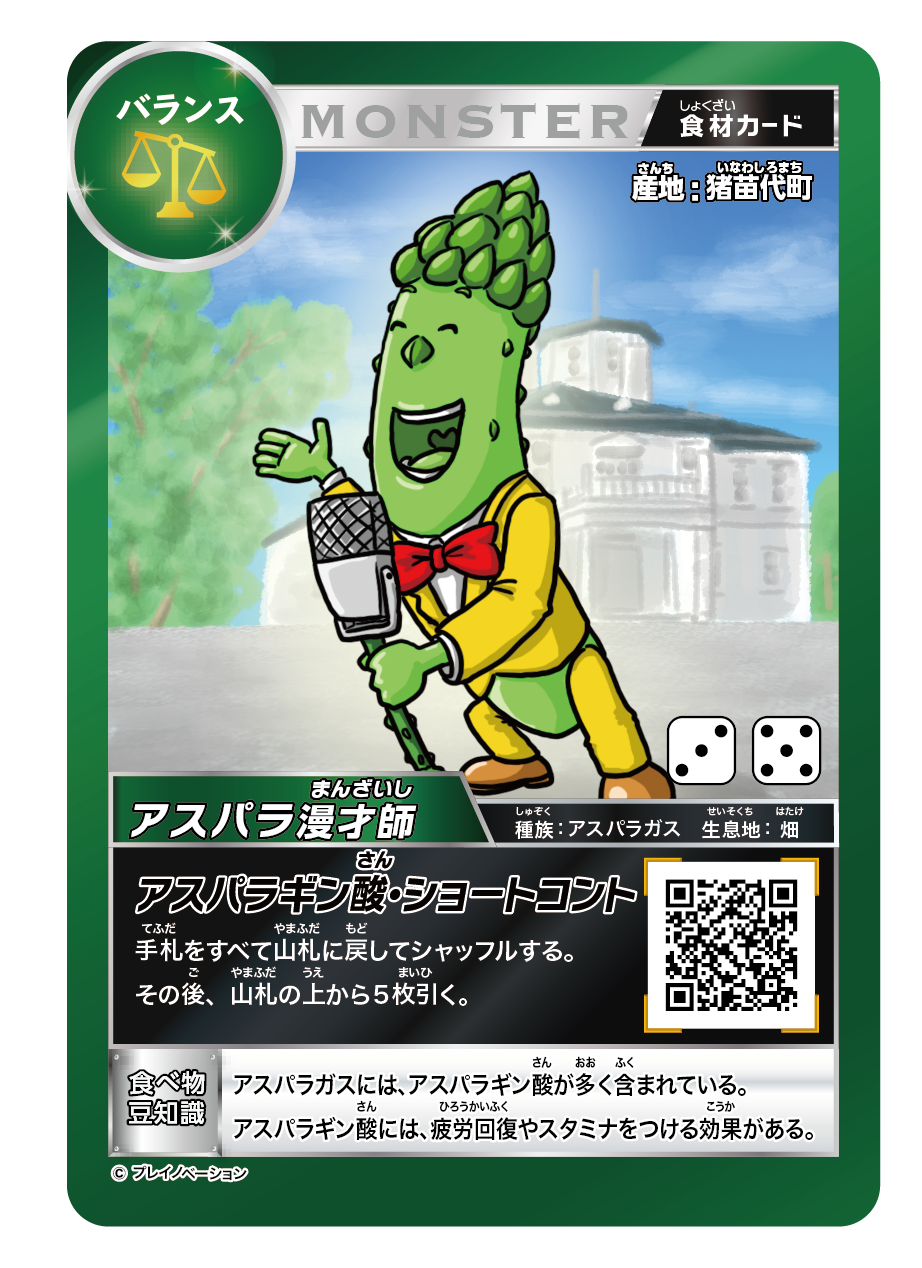 バランス
MONSTER
しょくざい
食材カード
さんち いなわしろまち
産地：猪苗代町
まんざいし
アスパラ漫才師
しゅぞく せいそくち はたけ
種族：アスパラガス 生息地：畑
さん
アスパラギン酸・ショートコント
てふだ やまふだ もど
手札をすべて山札に戻してシャッフルする。
ご やまふだ うえ まいひ
その後、山札の上から５枚引く。
食べ物
豆知識
さん おお ふく
アスパラガスには、アスパラギン酸が多く含まれている。
さん ひろうかいふく こうか
アスパラギン酸には、疲労回復やスタミナをつける効果がある。
© プレイノベーション